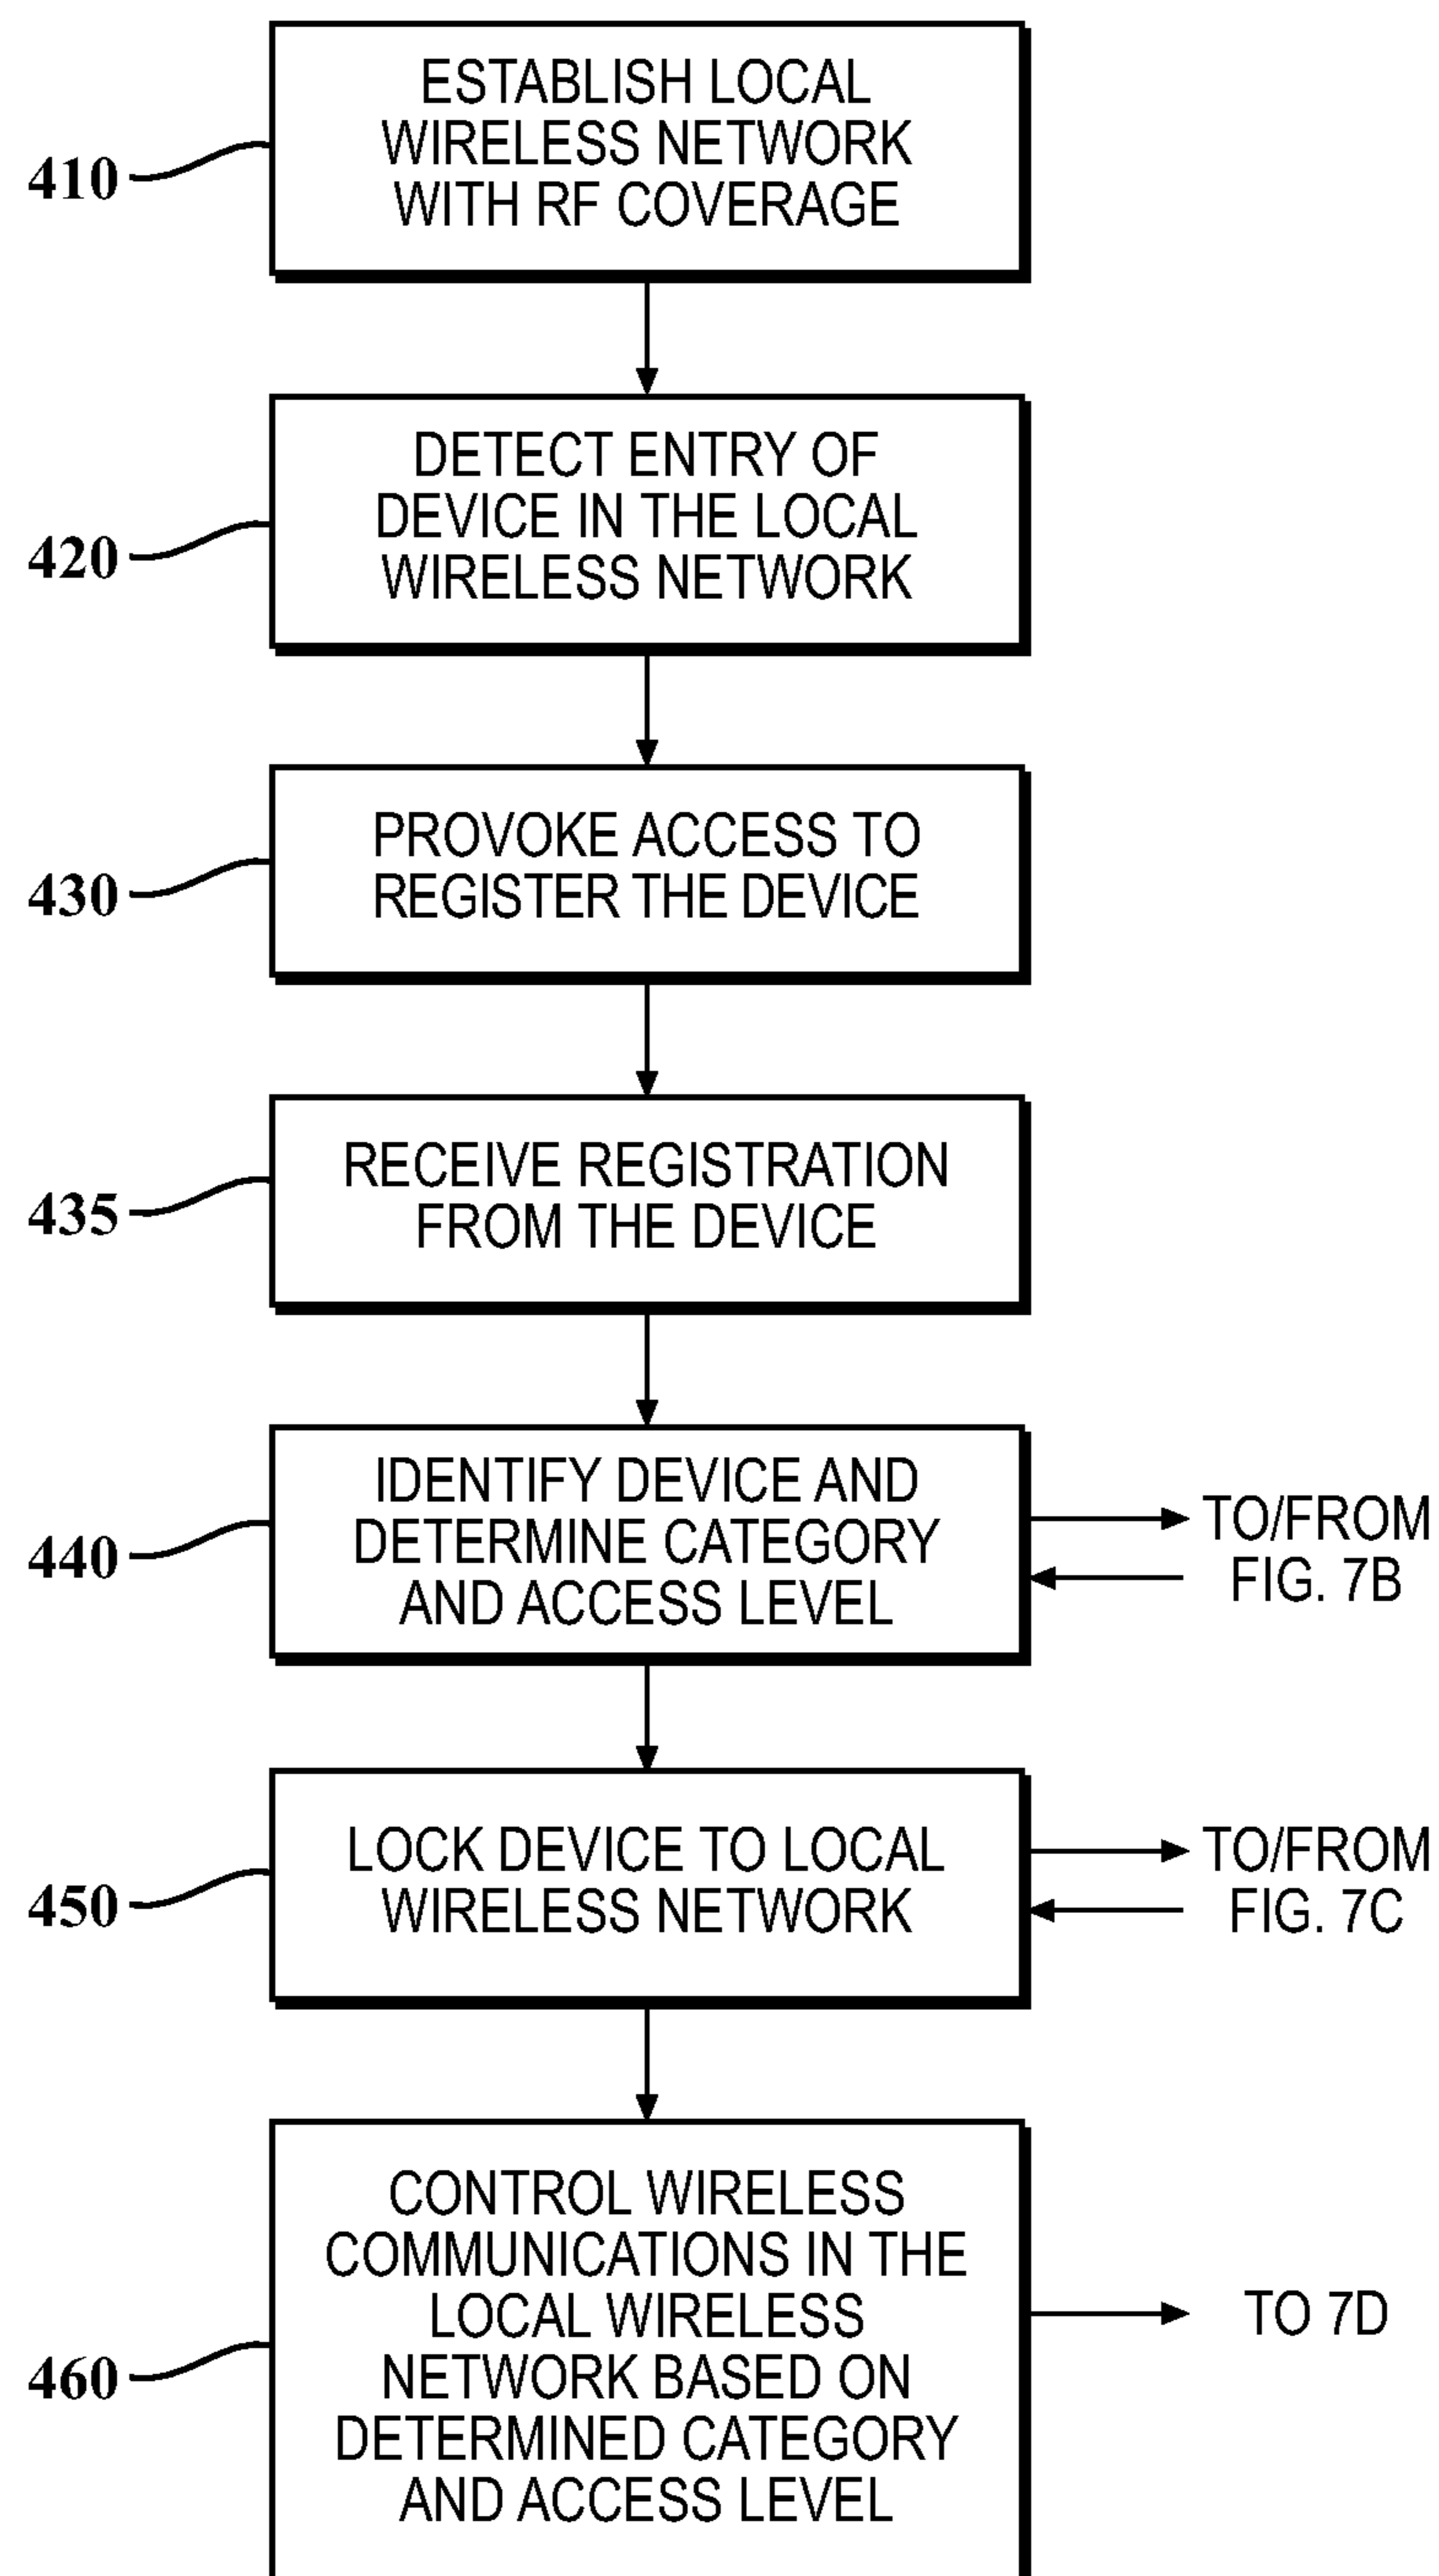 ESTABLISH LOCAL
WIRELESS NETWORK
WITH RF COVERAGE
410
DETECT ENTRY OF
DEVICE IN THE LOCAL
WIRELESS NETWORK
420
PROVOKE ACCESS TO
REGISTER THE DEVICE
430
RECEIVE REGISTRATION
FROM THE DEVICE
435
IDENTIFY DEVICE AND
DETERMINE CATEGORY
AND ACCESS LEVEL
440
TO/FROM
FIG. 7B
LOCK DEVICE TO LOCAL
WIRELESS NETWORK
450
TO/FROM
FIG. 7C
CONTROL WIRELESS
COMMUNICATIONS IN THE
LOCAL WIRELESS
NETWORK BASED ON
DETERMINED CATEGORY
AND ACCESS LEVEL
460
TO 7D